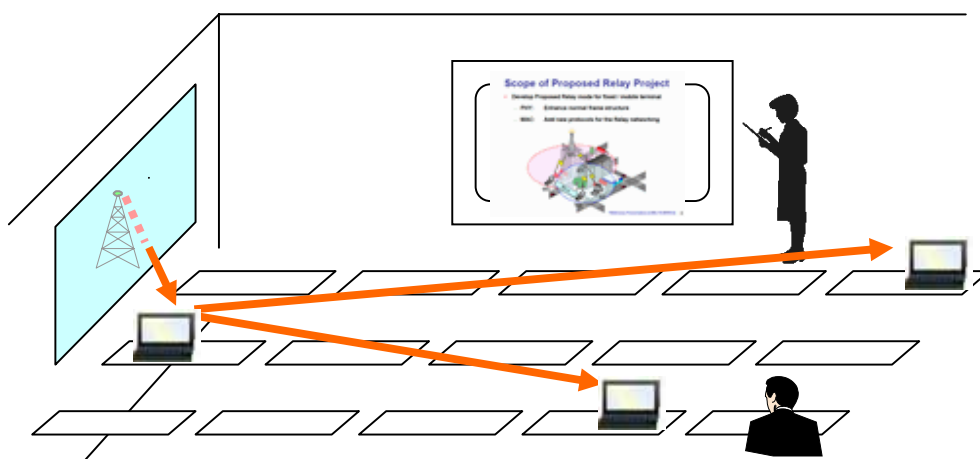 Scope of Proposed Relay Project
Develop Proposed Relay mode for fixed / mobile terminal
PHY: Enhance normal frame structure
MAC: Add new protocols for the Relay networking